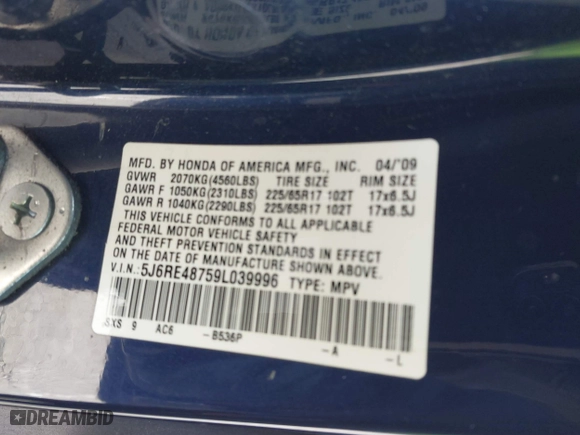 MFD. BY HONDA OF AMERICA MFG., INC. 04/'09
GVWR 2070KG(4560LBS) TIRE SIZE RIM SIZE
GAWR F 1050KG(2310LBS) 225/65R17 102T 17x6.5J
GAWR R 1040KG(2290LBS) 225/65R17 102T 17x6.5J
THIS VEHICLE CONFORMS TO ALL APPLICABLE
FEDERAL MOTOR VEHICLE SAFETY
AND THEFT PREVENTION STANDARDS IN EFFECT
ON THE DATE OF MANUFACTURE SHOWN ABOVE.
V.I.N.: 5J6RE48759L039996 TYPE: MPV
SXS 9 AC6 -B536P -A -L
DREAMBID